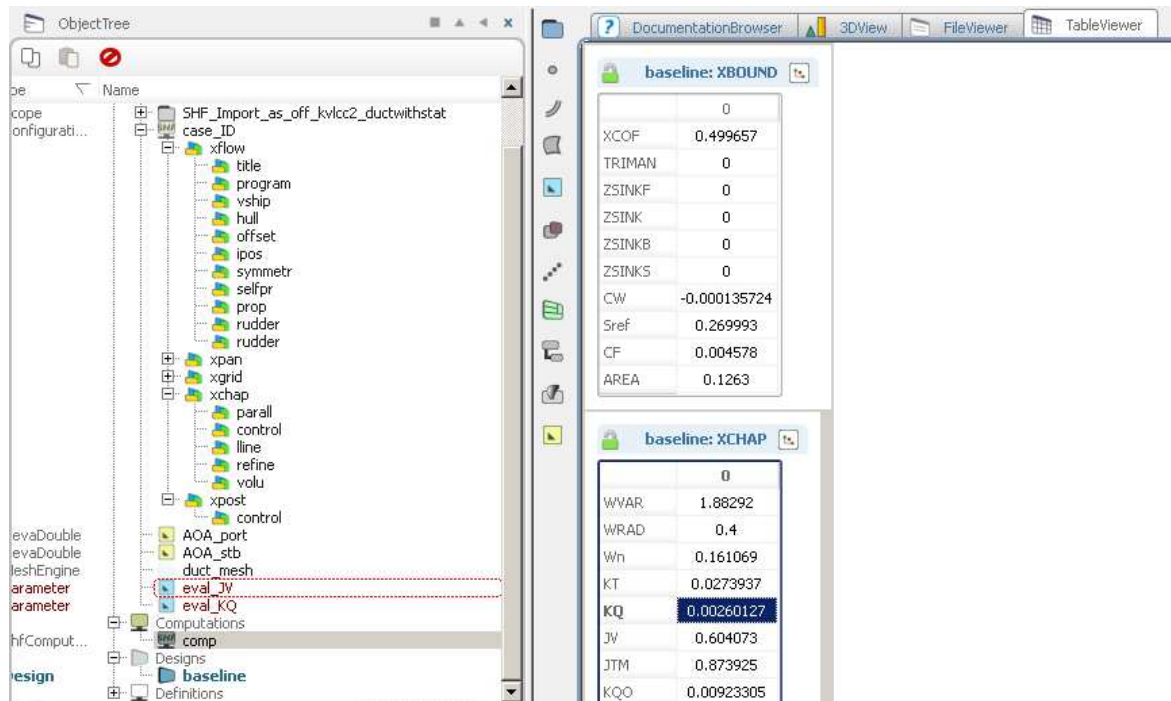 ObjectTree
pe Name
cope SHF_Import_as_off_kvlcc2_ductwithstat
onfigurati... case_ID
xflow
title
program
vship
hull
offset
ipos
symmetr
selfpr
prop
rudder
rudder
xpan
xgrid
xchap
parall
control
lline
refine
volu
xpost
control
evaDouble AOA_port
evaDouble AOA_stb
leshEngine duct_mesh
arameter eval_JV
arameter eval_KQ
Computations
hfComput... comp
Designs
esign baseline
Definitions
DocumentationBrowser 3DView FileViewer TableViewer
baseline: XBOUND
0
XCOF 0.499657
TRIMAN 0
ZSINKF 0
ZSINK 0
ZSINKB 0
ZSINKS 0
CW -0.000135724
Sref 0.269993
CF 0.004578
AREA 0.1263
baseline: XCHAP
0
WVAR 1.88292
WRAD 0.4
Wn 0.161069
KT 0.0273937
KQ 0.00260127
JV 0.604073
JTM 0.873925
KQO 0.00923305